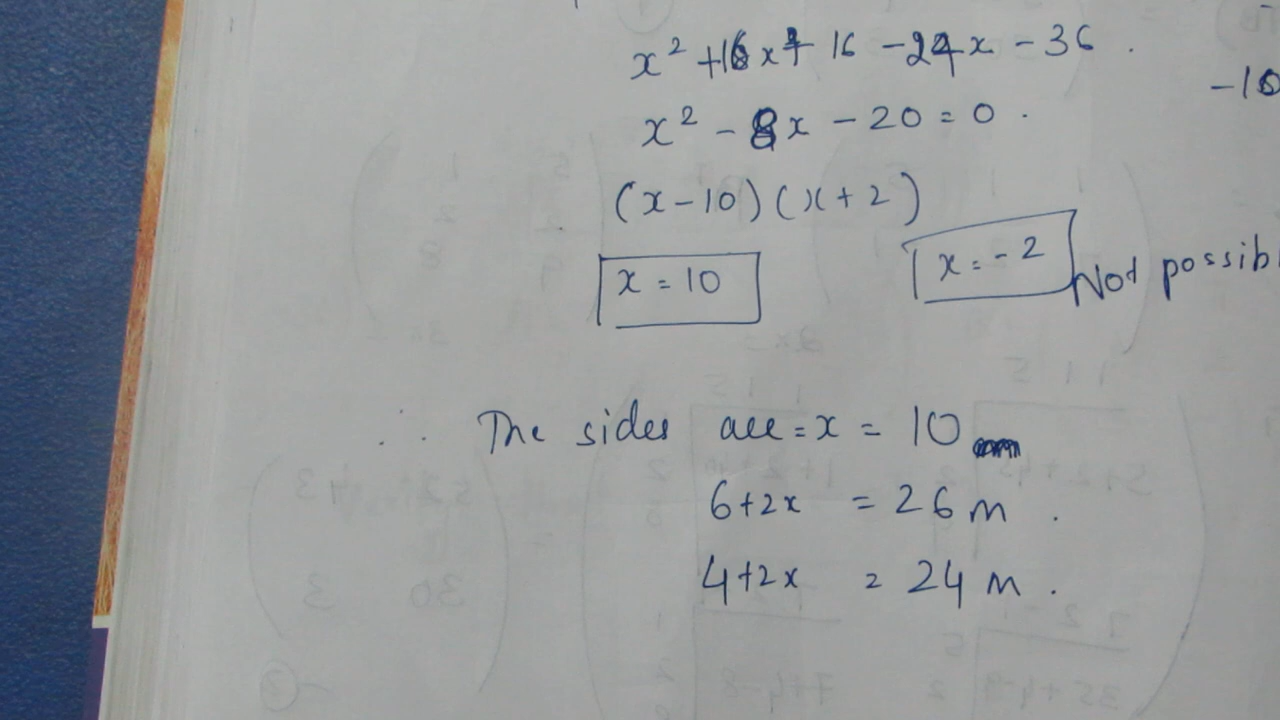 x² +16x + 16 - 24x - 36 .
-10
x² - 8x - 20 = 0 .
(x - 10) (x + 2)
x = 10
x = - 2 Not possib
∴ The sides are = x = 10
6+2x = 26 m .
4+2x = 24 m .